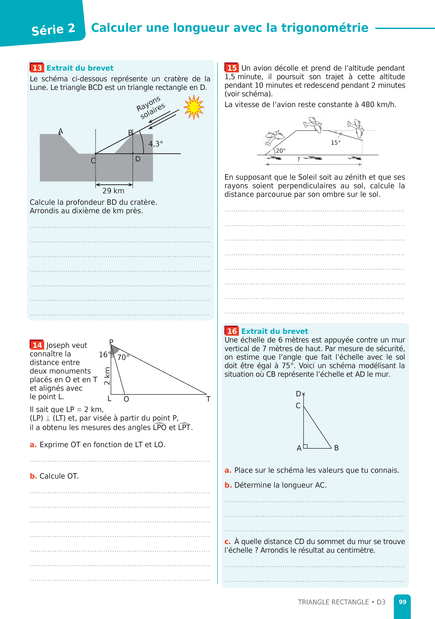 Série 2
Calculer une longueur avec la trigonométrie
13 Extrait du brevet
Le schéma ci-dessous représente un cratère de la
Lune. Le triangle BCD est un triangle rectangle en D.
Rayons
solaires
A
B
4,3°
C
D
29 km
Calcule la profondeur BD du cratère.
Arrondis au dixième de km près.
14 Joseph veut
connaître la
distance entre
deux monuments
placés en O et en T
et alignés avec
le point L.
P
16°
70°
2 km
L
O
T
Il sait que LP = 2 km,
(LP) ⊥ (LT) et, par visée à partir du point P,
il a obtenu les mesures des angles LPO et LPT.
a. Exprime OT en fonction de LT et LO.
b. Calcule OT.
15 Un avion décolle et prend de l'altitude pendant
1,5 minute, il poursuit son trajet à cette altitude
pendant 10 minutes et redescend pendant 2 minutes
(voir schéma).
La vitesse de l'avion reste constante à 480 km/h.
20°
15°
?
En supposant que le Soleil soit au zénith et que ses
rayons soient perpendiculaires au sol, calcule la
distance parcourue par son ombre sur le sol.
16 Extrait du brevet
Une échelle de 6 mètres est appuyée contre un mur
vertical de 7 mètres de haut. Par mesure de sécurité,
on estime que l'angle que fait l'échelle avec le sol
doit être égal à 75°. Voici un schéma modélisant la
situation où CB représente l'échelle et AD le mur.
D
C
A
B
a. Place sur le schéma les valeurs que tu connais.
b. Détermine la longueur AC.
c. À quelle distance CD du sommet du mur se trouve
l'échelle ? Arrondis le résultat au centimètre.
TRIANGLE RECTANGLE • D3
99